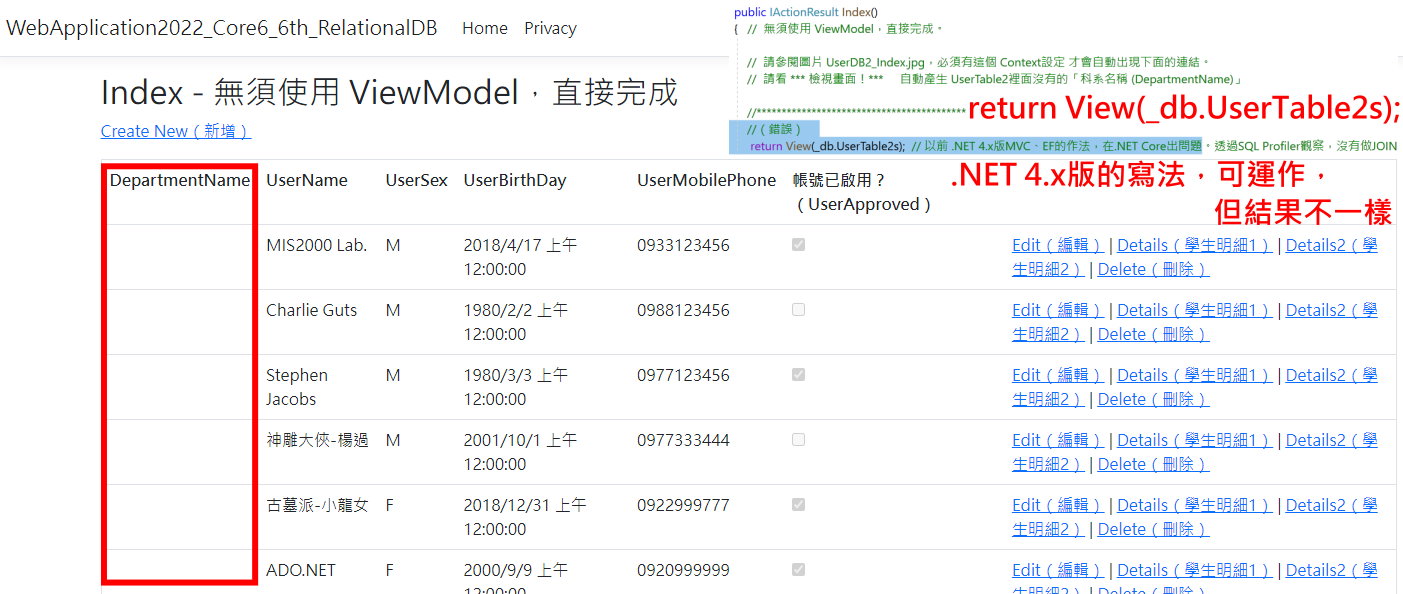 WebApplication2022_Core6_6th_RelationalDB Home Privacy
public IActionResult Index()
{ // 無須使用 ViewModel，直接完成。
// 請參閱圖片 UserDB2_Index.jpg，必須有這個 Context設定 才會自動出現下面的連結。
// 請看 *** 檢視畫面！*** 自動產生 UserTable2裡面沒有的「科系名稱 (DepartmentName)」
//******************************************
return View(_db.UserTable2s);
//（錯誤）
return View(_db.UserTable2s); // 以前 .NET 4.x版MVC、EF的作法，在.NET Core出問題。透過SQL Profiler觀察，沒有做JOIN
.NET 4.x版的寫法，可運作，
但結果不一樣
Index - 無須使用 ViewModel，直接完成
Create New（新增）
DepartmentName UserName UserSex UserBirthDay UserMobilePhone 帳號已啟用？
（UserApproved）
MIS2000 Lab. M 2018/4/17 上午 0933123456 Edit（編輯） | Details（學生明細1） | Details2（學
12:00:00 生明細2） | Delete（刪除）
Charlie Guts M 1980/2/2 上午 0988123456 Edit（編輯） | Details（學生明細1） | Details2（學
12:00:00 生明細2） | Delete（刪除）
Stephen M 1980/3/3 上午 0977123456 Edit（編輯） | Details（學生明細1） | Details2（學
Jacobs 12:00:00 生明細2） | Delete（刪除）
神雕大俠-楊過 M 2001/10/1 上午 0977333444 Edit（編輯） | Details（學生明細1） | Details2（學
12:00:00 生明細2） | Delete（刪除）
古墓派-小龍女 F 2018/12/31 上午 0922999777 Edit（編輯） | Details（學生明細1） | Details2（學
12:00:00 生明細2） | Delete（刪除）
ADO.NET F 2000/9/9 上午 0920999999 Edit（編輯） | Details（學生明細1） | Details2（學
12:00:00 生明細2） | Delete（刪除）